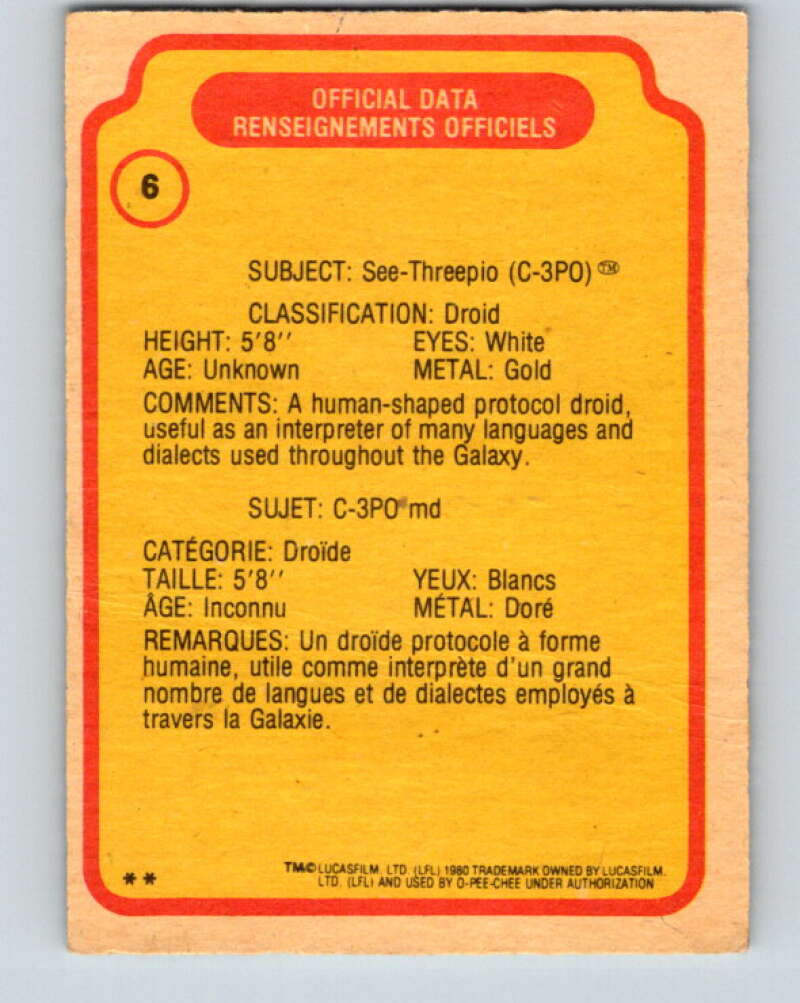 OFFICIAL DATA
RENSEIGNEMENTS OFFICIELS
6
SUBJECT: See-Threepio (C-3PO) ™
CLASSIFICATION: Droid
HEIGHT: 5'8'' EYES: White
AGE: Unknown METAL: Gold
COMMENTS: A human-shaped protocol droid,
useful as an interpreter of many languages and
dialects used throughout the Galaxy.
SUJET: C-3PO md
CATÉGORIE: Droïde
TAILLE: 5'8'' YEUX: Blancs
ÂGE: Inconnu MÉTAL: Doré
REMARQUES: Un droïde protocole à forme
humaine, utile comme interprète d'un grand
nombre de langues et de dialectes employés à
travers la Galaxie.
TM© LUCASFILM, LTD. (LFL) 1980 TRADEMARK OWNED BY LUCASFILM,
LTD. (LFL) AND USED BY O-PEE-CHEE UNDER AUTHORIZATION
**